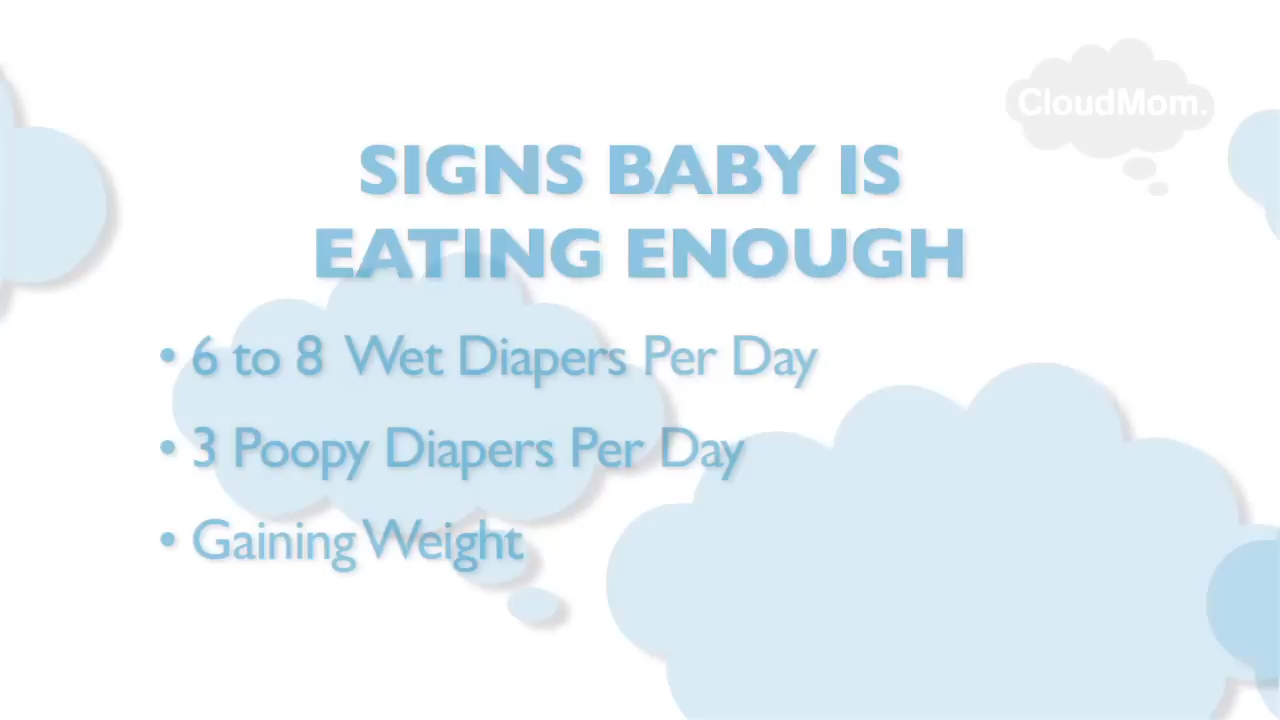 CloudMom.
SIGNS BABY IS
EATING ENOUGH
• 6 to 8 Wet Diapers Per Day
• 3 Poopy Diapers Per Day
• Gaining Weight